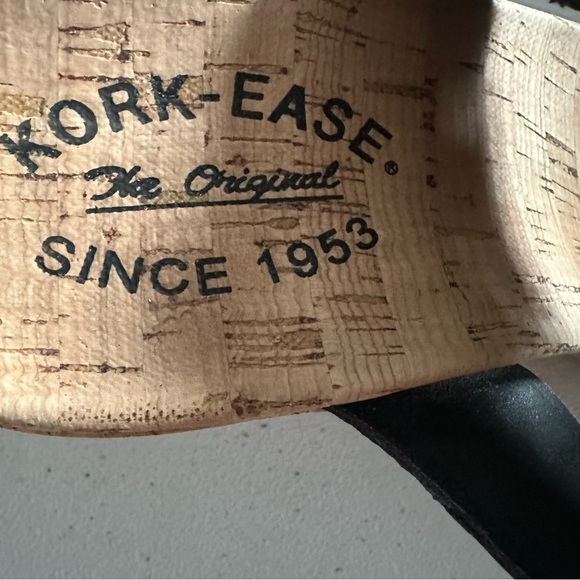 KORK-EASE®
The Original
SINCE 1953